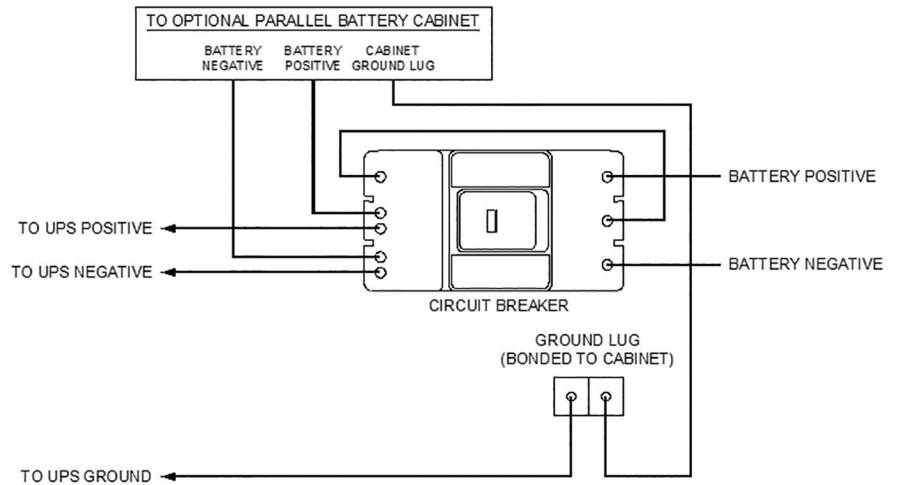 TO OPTIONAL PARALLEL BATTERY CABINET
BATTERY NEGATIVE
BATTERY POSITIVE
CABINET GROUND LUG
BATTERY POSITIVE
TO UPS POSITIVE
TO UPS NEGATIVE
BATTERY NEGATIVE
CIRCUIT BREAKER
GROUND LUG
(BONDED TO CABINET)
TO UPS GROUND